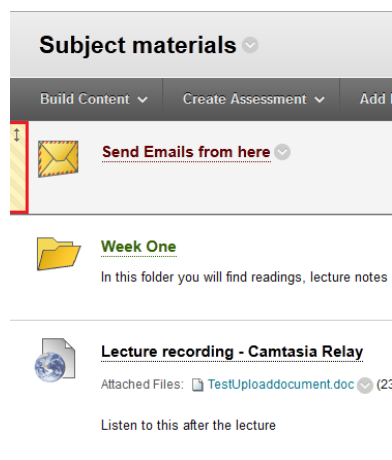 Subject materials
Build Content Create Assessment Add
Send Emails from here
Week One
In this folder you will find readings, lecture notes
Lecture recording - Camtasia Relay
Attached Files: TestUploaddocument.doc (23
Listen to this after the lecture